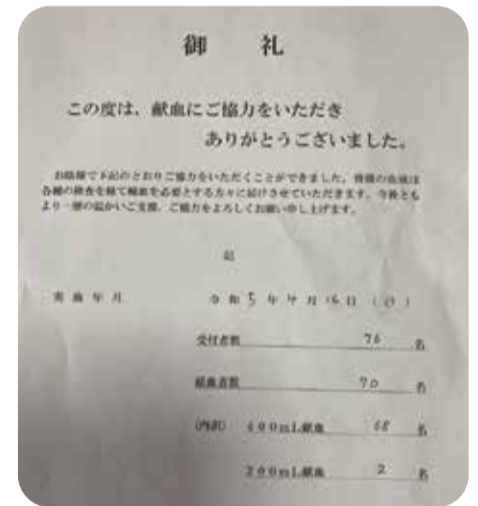 御 礼
この度は、献血にご協力をいただき
ありがとうございました。
お陰様で下記のとおりご協力をいただくことができました。皆様の血液は
各種の検査を経て輸血を必要とする方々に届けさせていただきます。今後とも
より一層の温かいご支援、ご協力をよろしくお願い申し上げます。
記
実施年月 令和5年 月16日
受付者数 76 名
献血者数 70 名
(内訳) 400mL献血 68 名
200mL献血 2 名